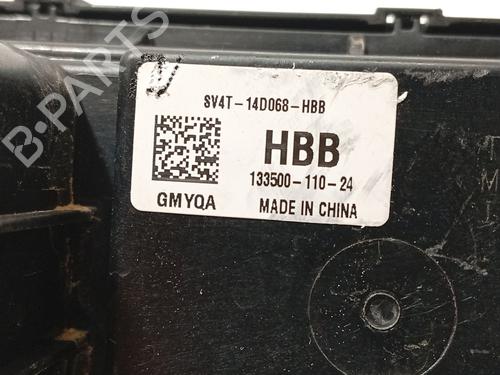 SV4T-14D068-HBB
HBB
133500-110-24
GMYQA
MADE IN CHINA
B-PARTS